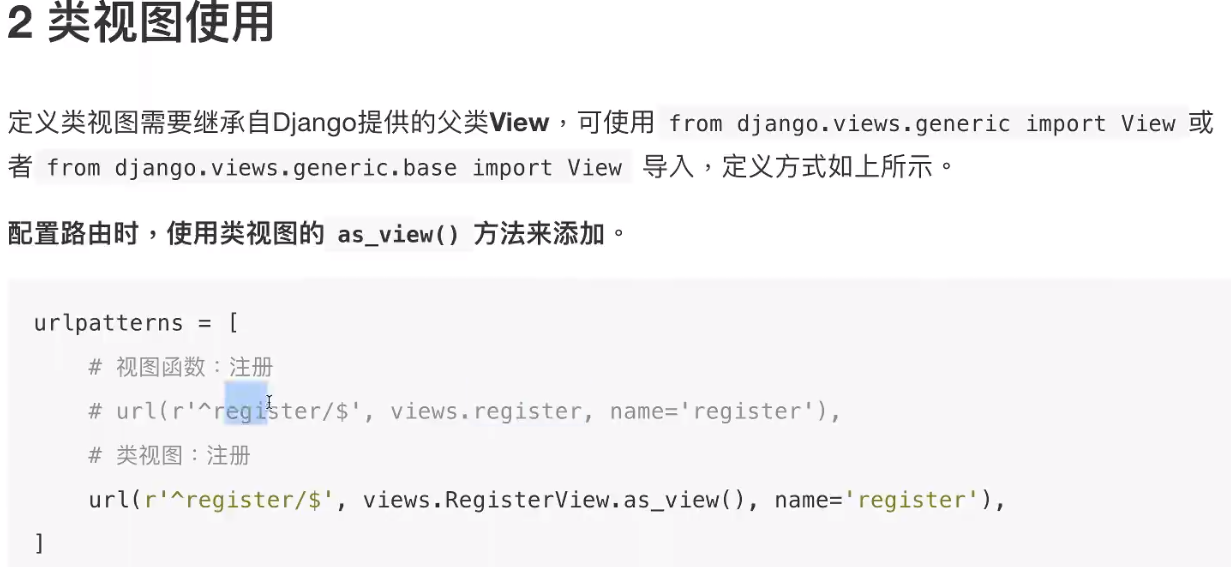 2 类视图使用
定义类视图需要继承自Django提供的父类View，可使用 from django.views.generic import View 或
者 from django.views.generic.base import View 导入，定义方式如上所示。
配置路由时，使用类视图的 as_view() 方法来添加。
urlpatterns = [
    # 视图函数：注册
    # url(r'^register/$', views.register, name='register'),
    # 类视图：注册
    url(r'^register/$', views.RegisterView.as_view(), name='register'),
]